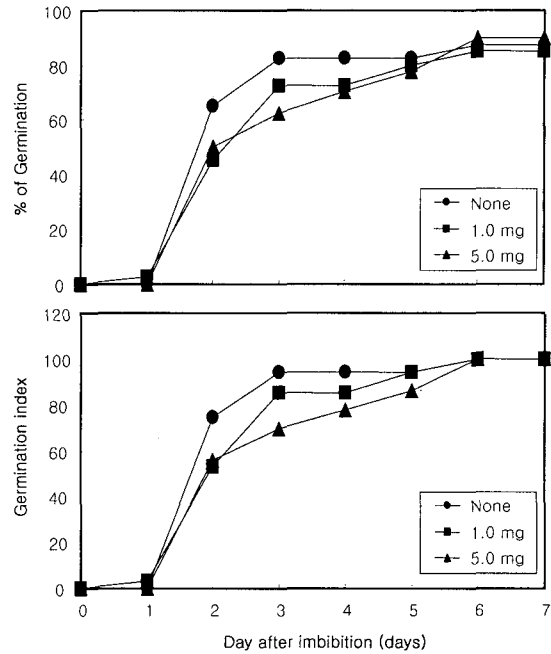 100
80
60
40
20
0
% of Germination
None
1.0 mg
5.0 mg
120
100
80
60
40
20
0
Germination index
None
1.0 mg
5.0 mg
0 1 2 3 4 5 6 7
Day after imbibition (days)